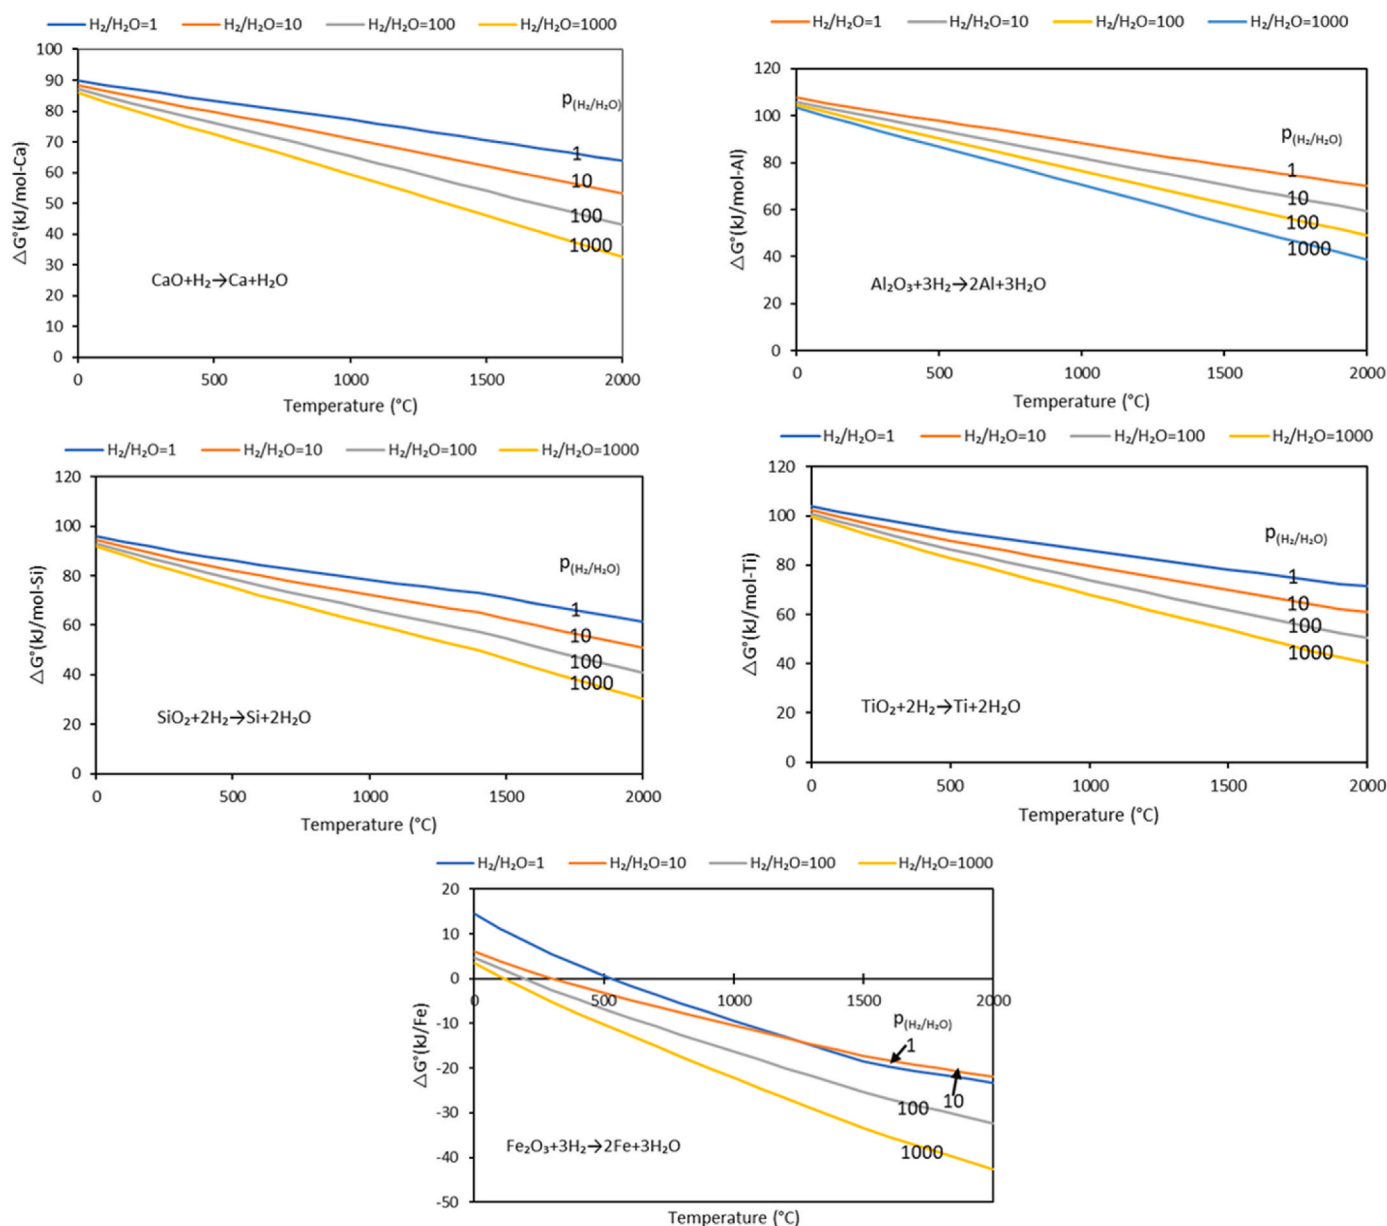 H₂/H₂O=1 H₂/H₂O=10 H₂/H₂O=100 H₂/H₂O=1000
100
90
80
70
60
50
40
30
20
10
0
△G°(kJ/mol-Ca)
p(H₂/H₂O)
1
10
100
1000
CaO+H₂→Ca+H₂O
0 500 1000 1500 2000
Temperature (°C)
H₂/H₂O=1 H₂/H₂O=10 H₂/H₂O=100 H₂/H₂O=1000
120
100
80
60
40
20
0
△G°(kJ/mol-Al)
p(H₂/H₂O)
1
10
100
1000
Al₂O₃+3H₂→2Al+3H₂O
0 500 1000 1500 2000
Temperature (°C)
H₂/H₂O=1 H₂/H₂O=10 H₂/H₂O=100 H₂/H₂O=1000
120
100
80
60
40
20
0
△G°(kJ/mol-Si)
p(H₂/H₂O)
1
10
100
1000
SiO₂+2H₂→Si+2H₂O
0 500 1000 1500 2000
Temperature (°C)
H₂/H₂O=1 H₂/H₂O=10 H₂/H₂O=100 H₂/H₂O=1000
120
100
80
60
40
20
0
△G°(kJ/mol-Ti)
p(H₂/H₂O)
1
10
100
1000
TiO₂+2H₂→Ti+2H₂O
0 500 1000 1500 2000
Temperature (°C)
H₂/H₂O=1 H₂/H₂O=10 H₂/H₂O=100 H₂/H₂O=1000
20
10
0
-10
-20
-30
-40
-50
△G°(kJ/Fe)
0 500 1000 1500 2000
p(H₂/H₂O)
1
10
100
1000
Fe₂O₃+3H₂→2Fe+3H₂O
Temperature (°C)